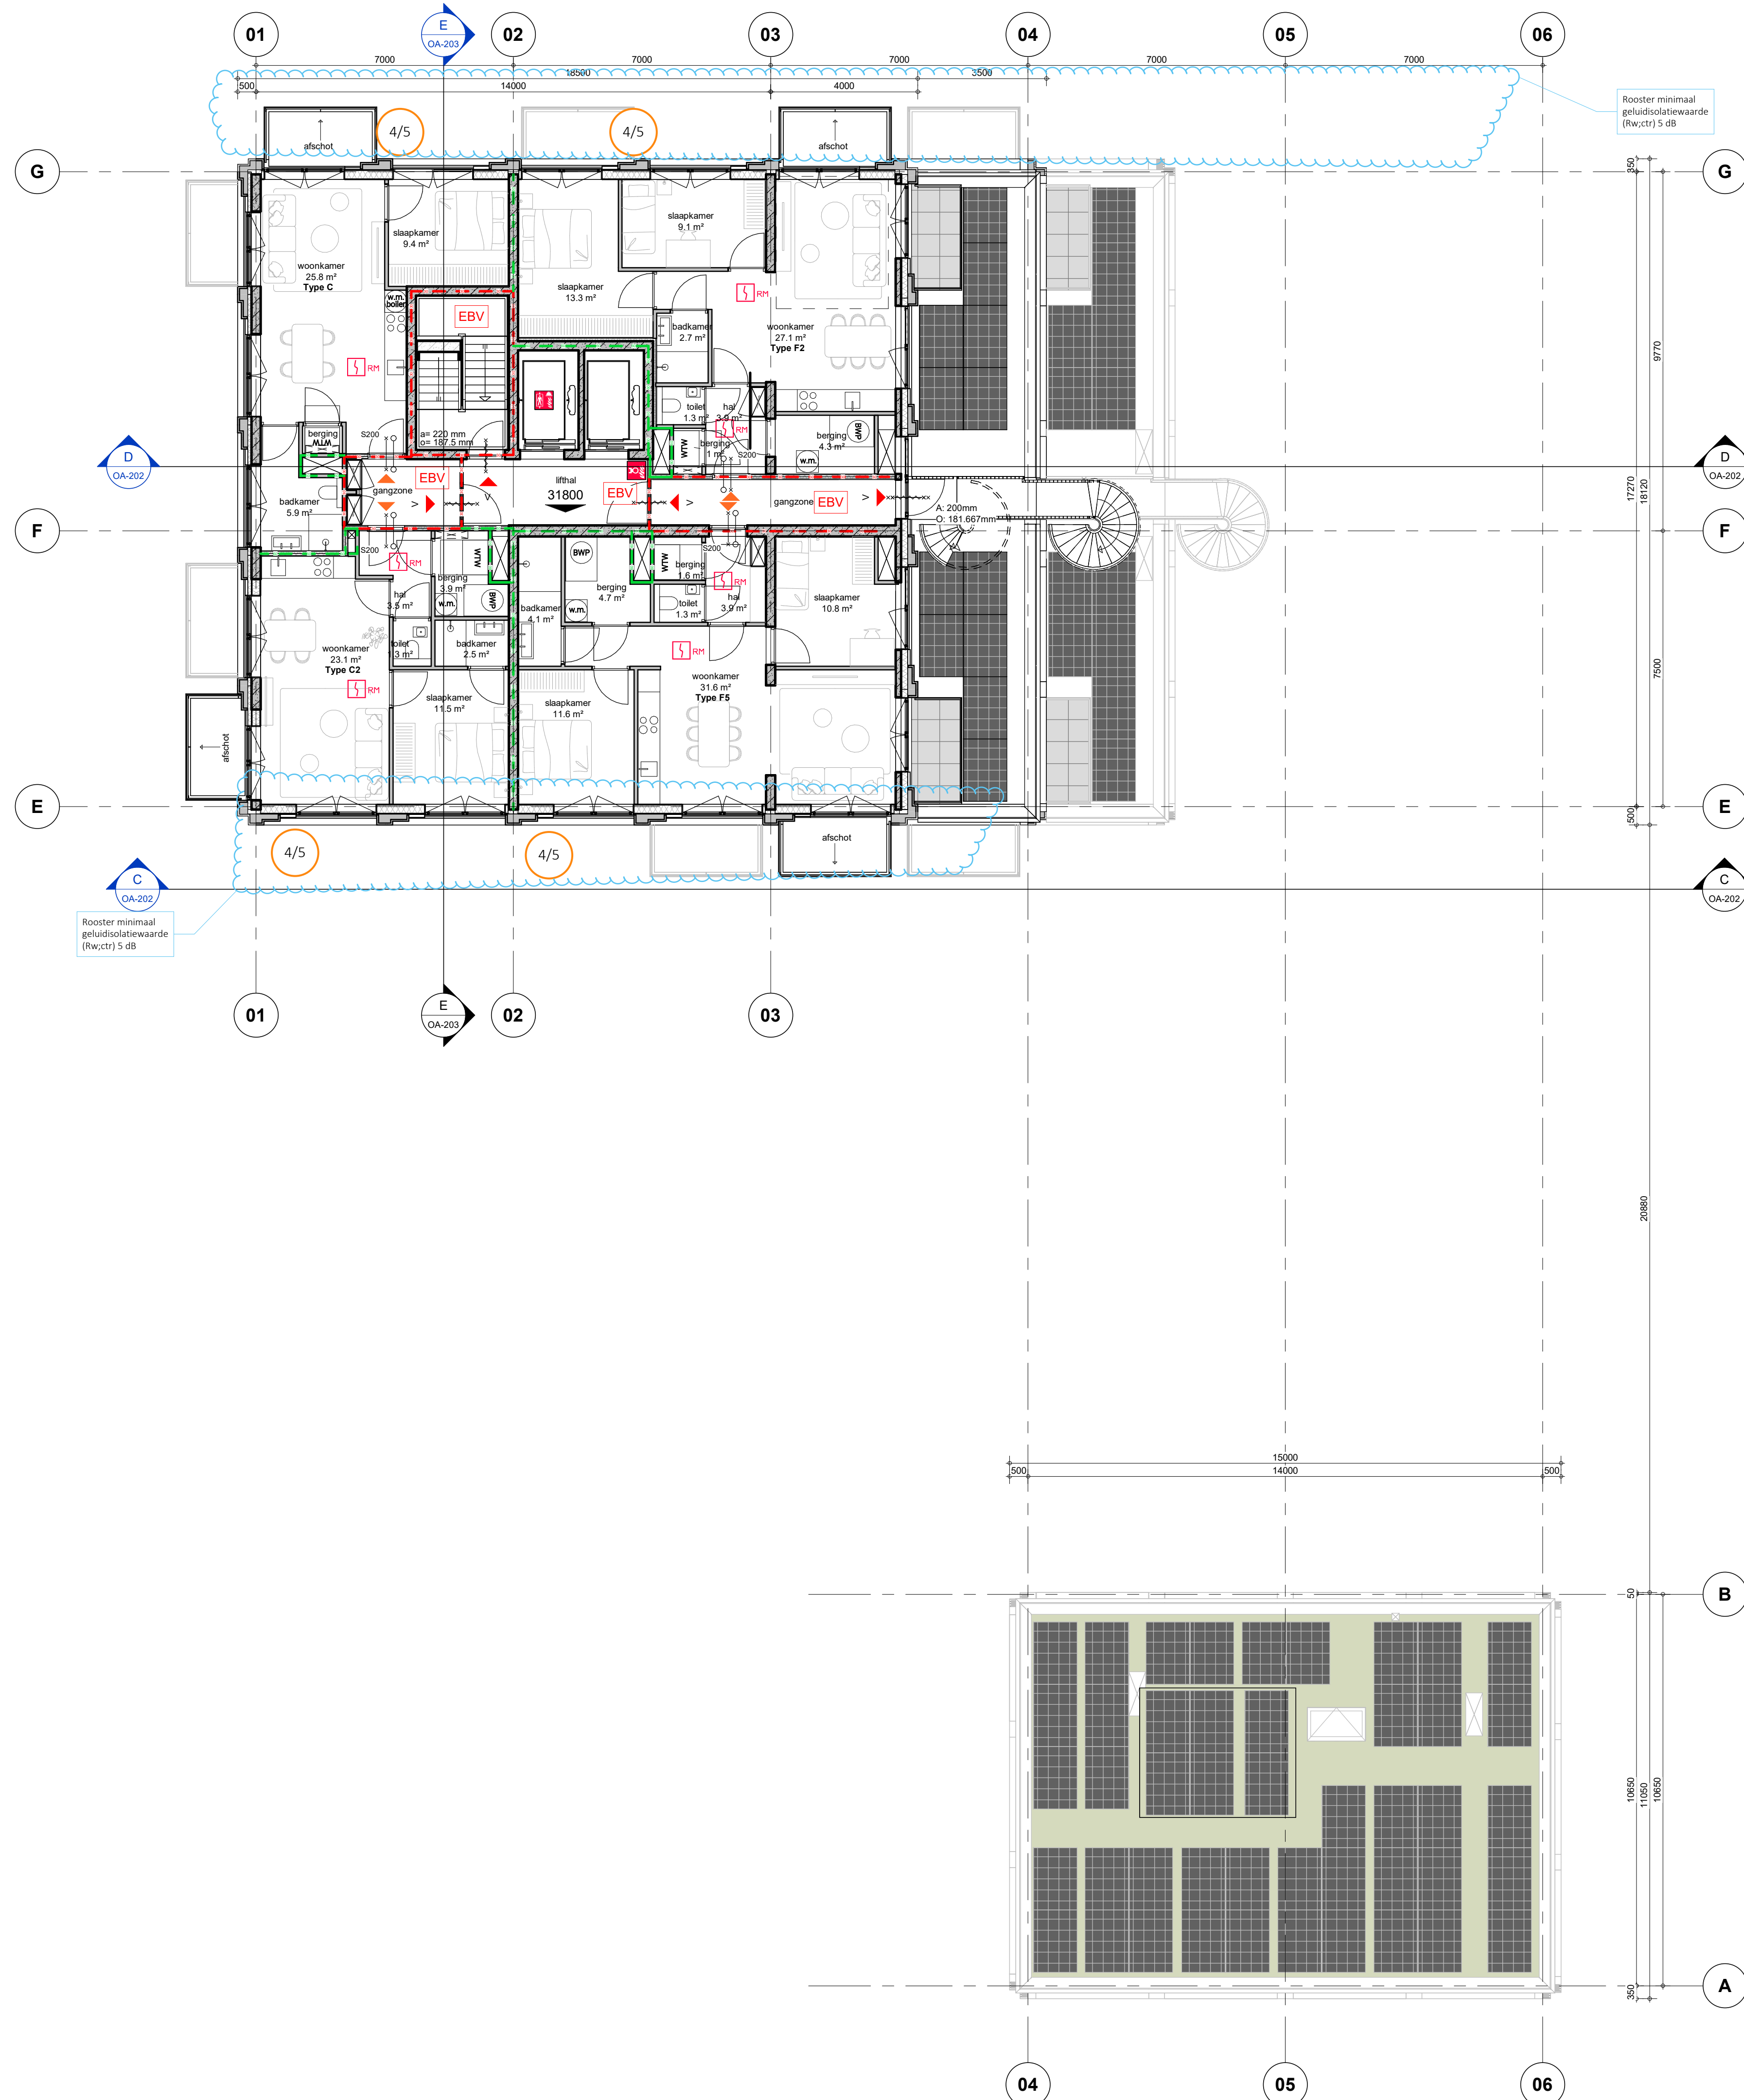 01
E
OA-203
02
03
04
05
06
7000
7000
7000
7000
7000
18500
3500
500
14000
4000
Rooster minimaal
geluidisolatiewaarde
(Rw;ctr) 5 dB
4/5
4/5
afschot
afschot
G
G
350
slaapkamer
9.4 m²
slaapkamer
9.1 m²
woonkamer
25.8 m²
Type C
slaapkamer
13.3 m²
w.m.
boiler
EBV
RM
badkamer
2.7 m²
woonkamer
27.1 m²
Type F2
9770
RM
toilet
1.3 m²
hal
3.9 m²
RM
berging
WTW
S200
a= 220 mm
o= 187.5 mm
WTW
berging
1 m²
S200
berging
4.3 m²
BWP
w.m.
D
OA-202
D
OA-202
EBV
gangzone
V
V
lifthal
31800
EBV
V
gangzone
EBV
V
17270
18120
badkamer
5.9 m²
A: 200mm
O: 181.667mm
F
F
S200
RM
WTW
berging
3.9 m²
w.m.
BWP
BWP
berging
4.7 m²
w.m.
WTW
S200
berging
1.6 m²
RM
hal
3.5 m²
badkamer
4.1 m²
toilet
1.3 m²
hal
3.9 m²
slaapkamer
10.8 m²
woonkamer
23.1 m²
Type C2
toilet
1.3 m²
badkamer
2.5 m²
RM
RM
woonkamer
31.6 m²
Type F5
7500
slaapkamer
11.5 m²
slaapkamer
11.6 m²
afschot
E
E
500
4/5
4/5
afschot
C
OA-202
C
OA-202
Rooster minimaal
geluidisolatiewaarde
(Rw;ctr) 5 dB
01
E
OA-203
02
03
20880
15000
500
14000
500
50
B
10650
11050
10650
350
A
04
05
06